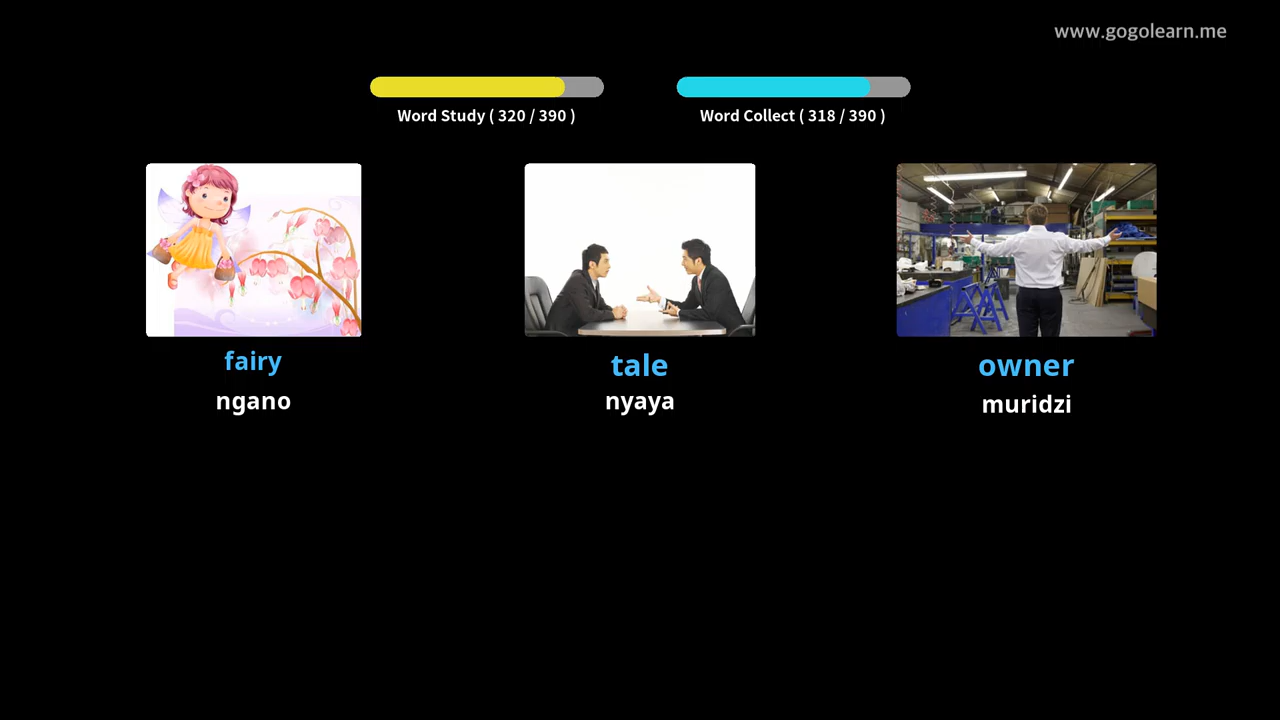 www.gogolearn.me
Word Study ( 320 / 390 )
Word Collect ( 318 / 390 )
fairy
ngano
tale
nyaya
owner
muridzi